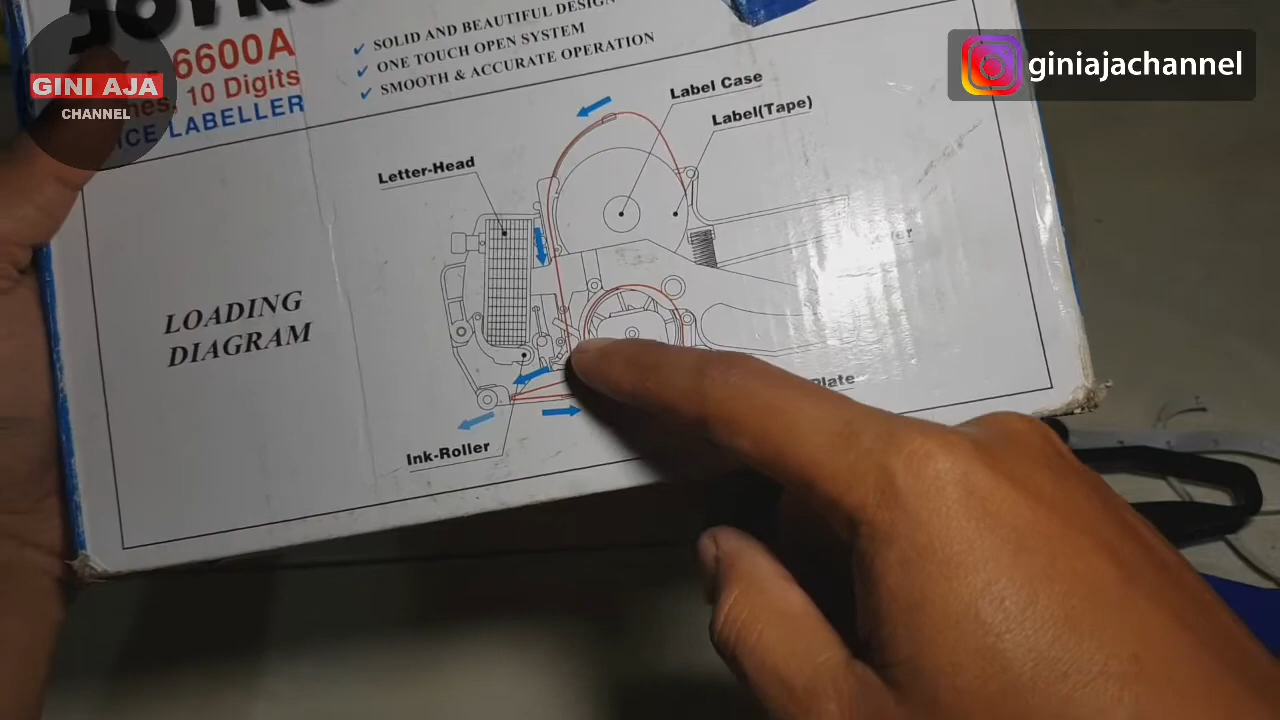 6600A
10 Digits
LABELLER
GINI AJA
CHANNEL
SOLID AND BEAUTIFUL DESIGN
ONE TOUCH OPEN SYSTEM
SMOOTH & ACCURATE OPERATION
giniajachannel
Label Case
Label(Tape)
Letter-Head
LOADING
DIAGRAM
Plate
Ink-Roller